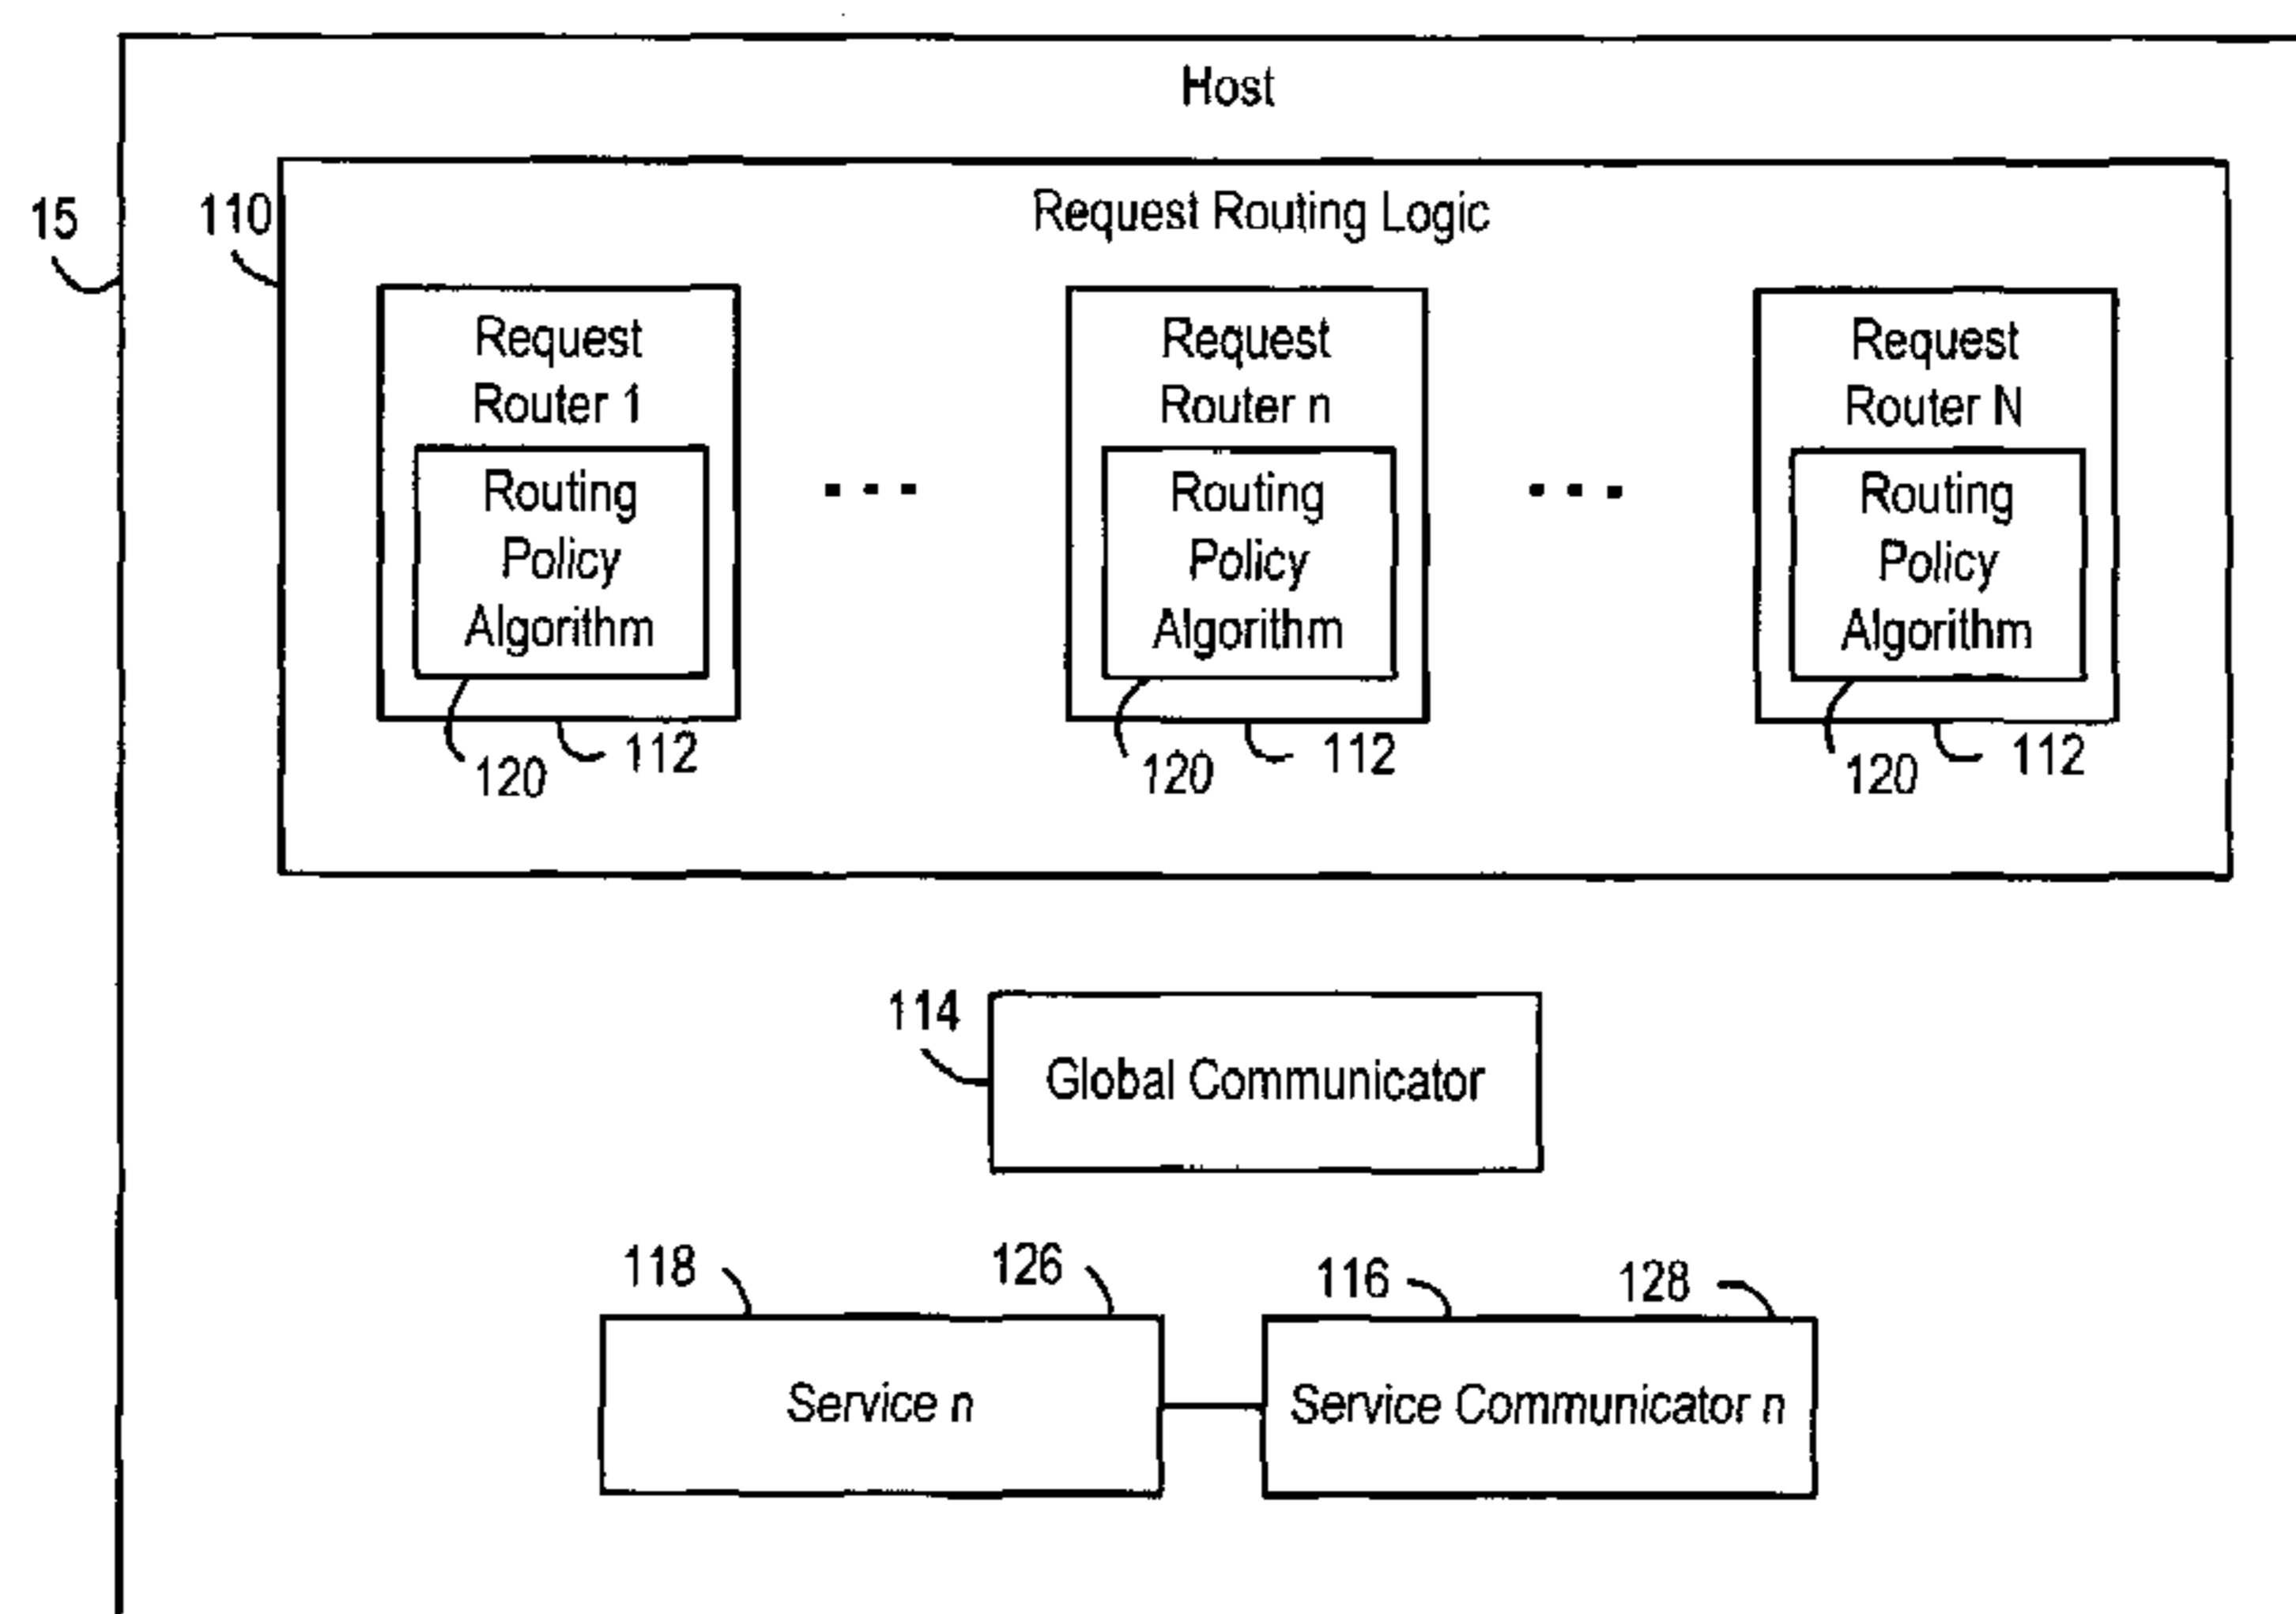 Host
15
110
Request Routing Logic
Request
Router 1
Routing
Policy
Algorithm
120
112
Request
Router n
Routing
Policy
Algorithm
120
112
Request
Router N
Routing
Policy
Algorithm
120
112
114
Global Communicator
118
126
Service n
116
128
Service Communicator n